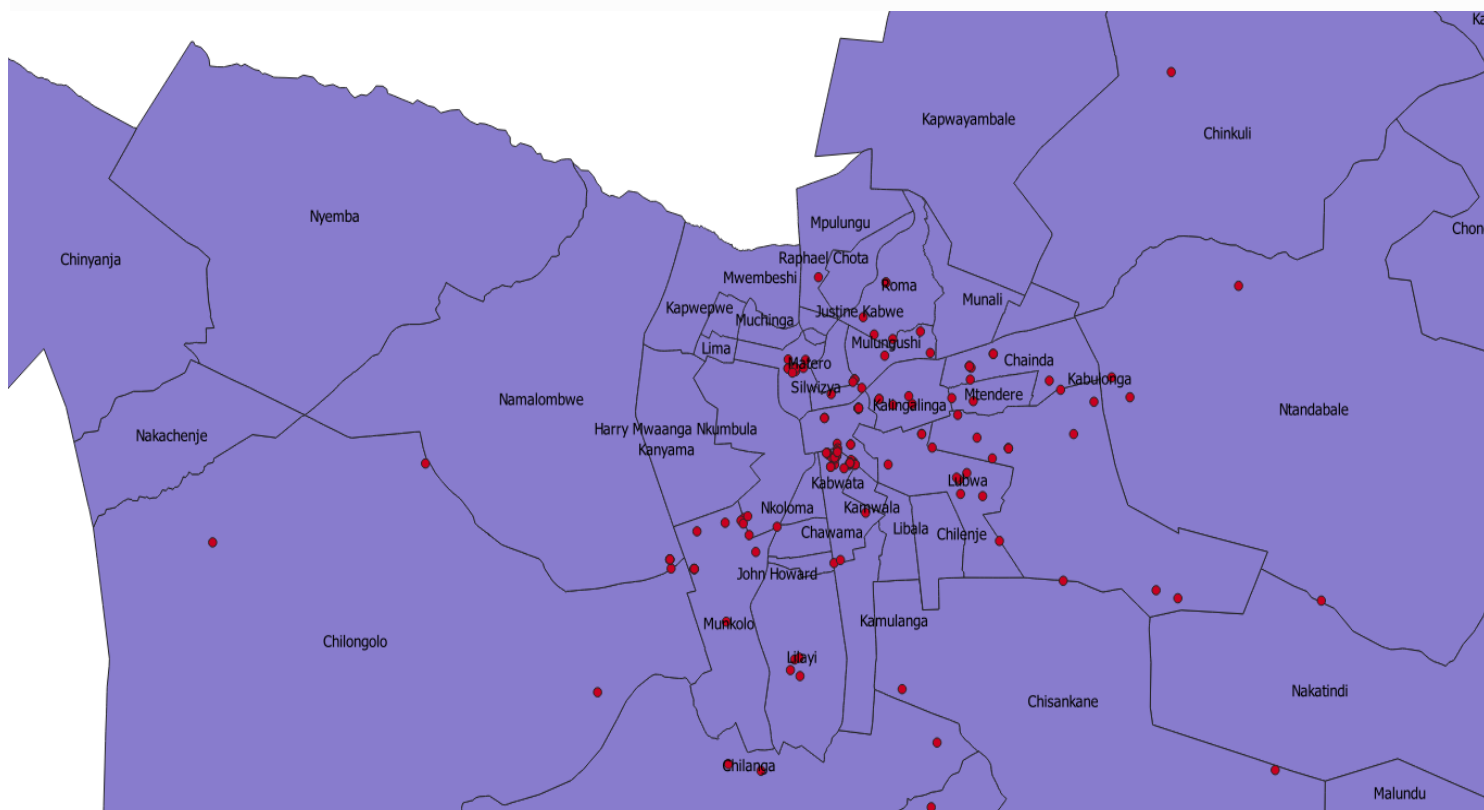 Ka
Kapwayambale
Chinkuli
Nyemba
Mpulungu
Chon
Chinyanja
Raphael Chota
Mwembeshi
Roma
Munali
Kapwepwe
Justine Kabwe
Muchinga
Mulungushi
Lima
Matero
Chainda
Kabulonga
Silwizya
Mtendere
Namalombwe
Kalingalinga
Ntandabale
Nakachenje
Harry Mwaanga Nkumbula
Kanyama
Kabwata
Lubwa
Nkoloma
Kamwala
Chawama
Libala
Chilenje
John Howard
Munkolo
Kamulanga
Chilongolo
Lilayi
Nakatindi
Chisankane
Chilanga
Malundu